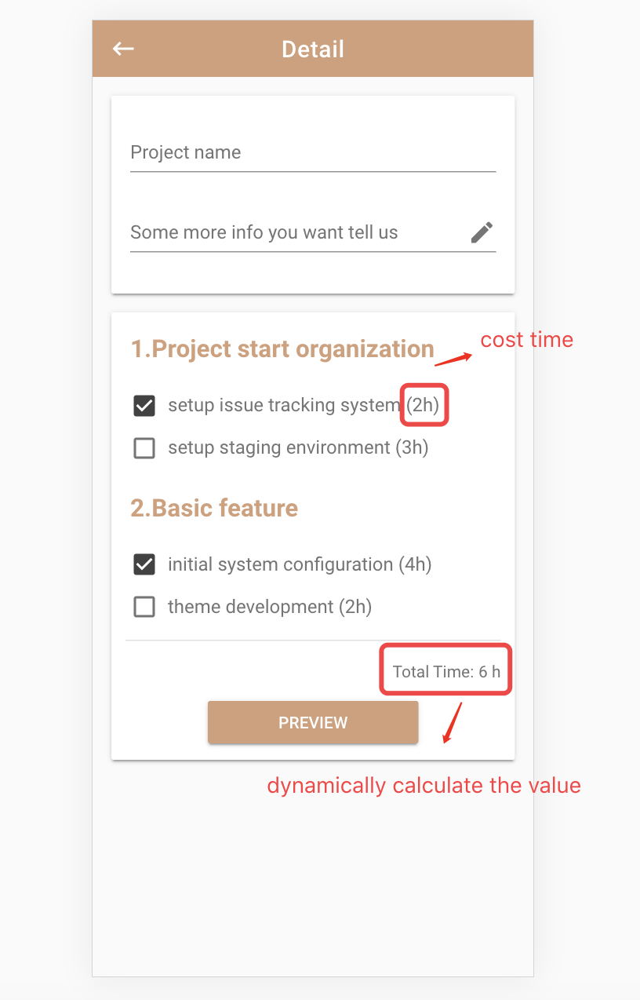 Detail
Project name
Some more info you want tell us
1.Project start organization
cost time
setup issue tracking system (2h)
setup staging environment (3h)
2.Basic feature
initial system configuration (4h)
theme development (2h)
Total Time: 6 h
PREVIEW
dynamically calculate the value